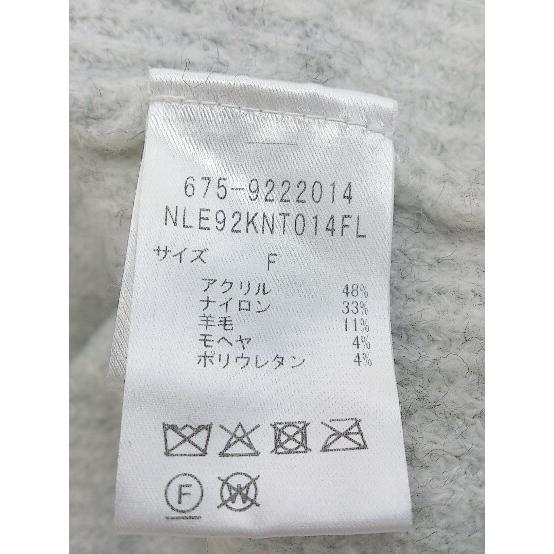 675-9222014
NLE92KNT014FL
サイズ F
アクリル 48%
ナイロン 33%
羊毛 11%
モヘヤ 4%
ポリウレタン 4%
F W